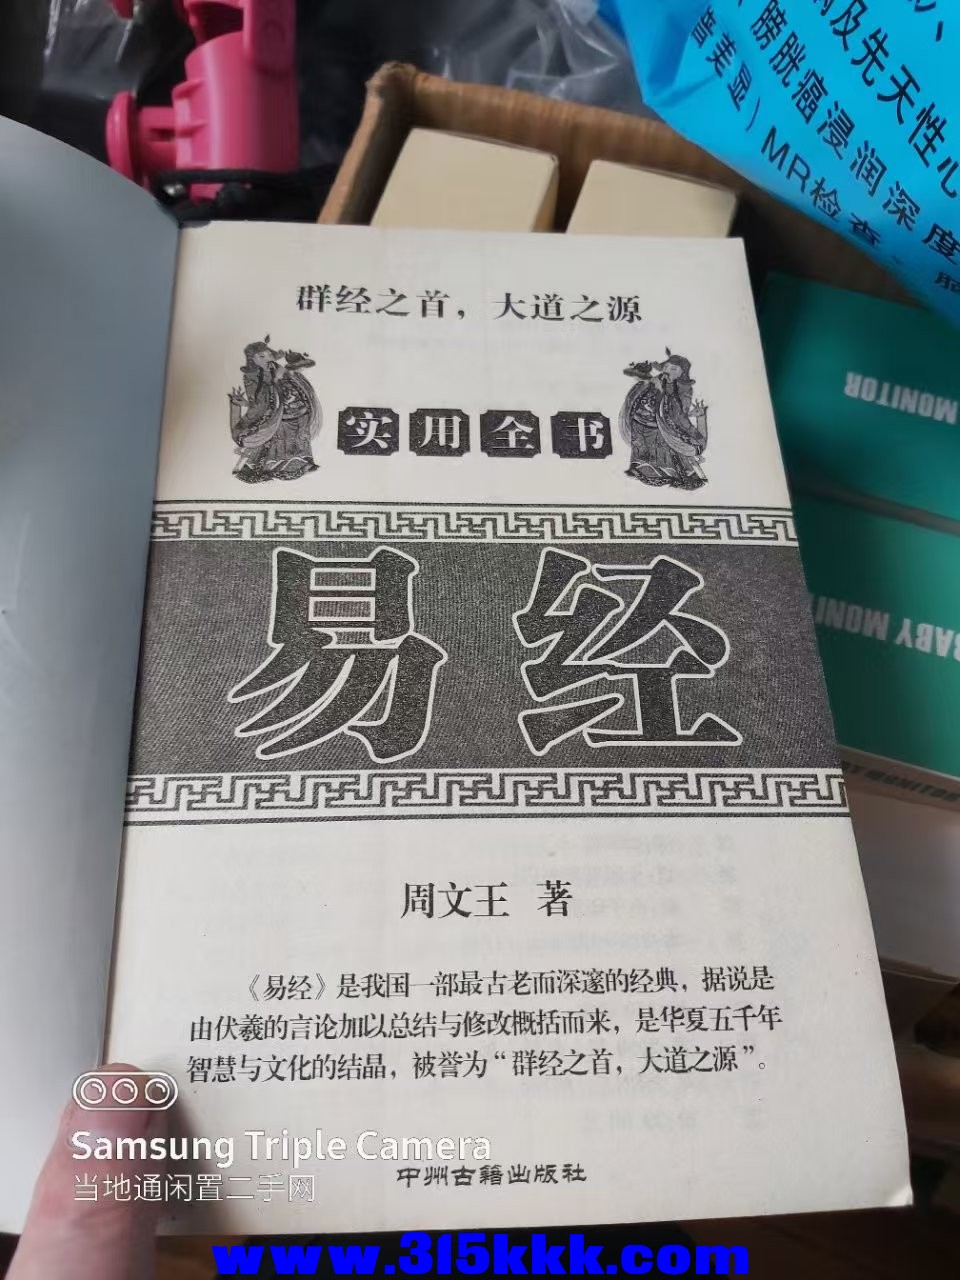 群经之首，大道之源
实用全书
易经
周文王 著
《易经》是我国一部最古老而深邃的经典，据说是
由伏羲的言论加以总结与修改概括而来，是华夏五千年
智慧与文化的结晶，被誉为“群经之首，大道之源”。
中州古籍出版社
及先天性心
膀胱癌浸润深度
MR检查
MONITOR
BABY MONI
MONITOR
Samsung Triple Camera
当地通闲置二手网
www.315kkk.com